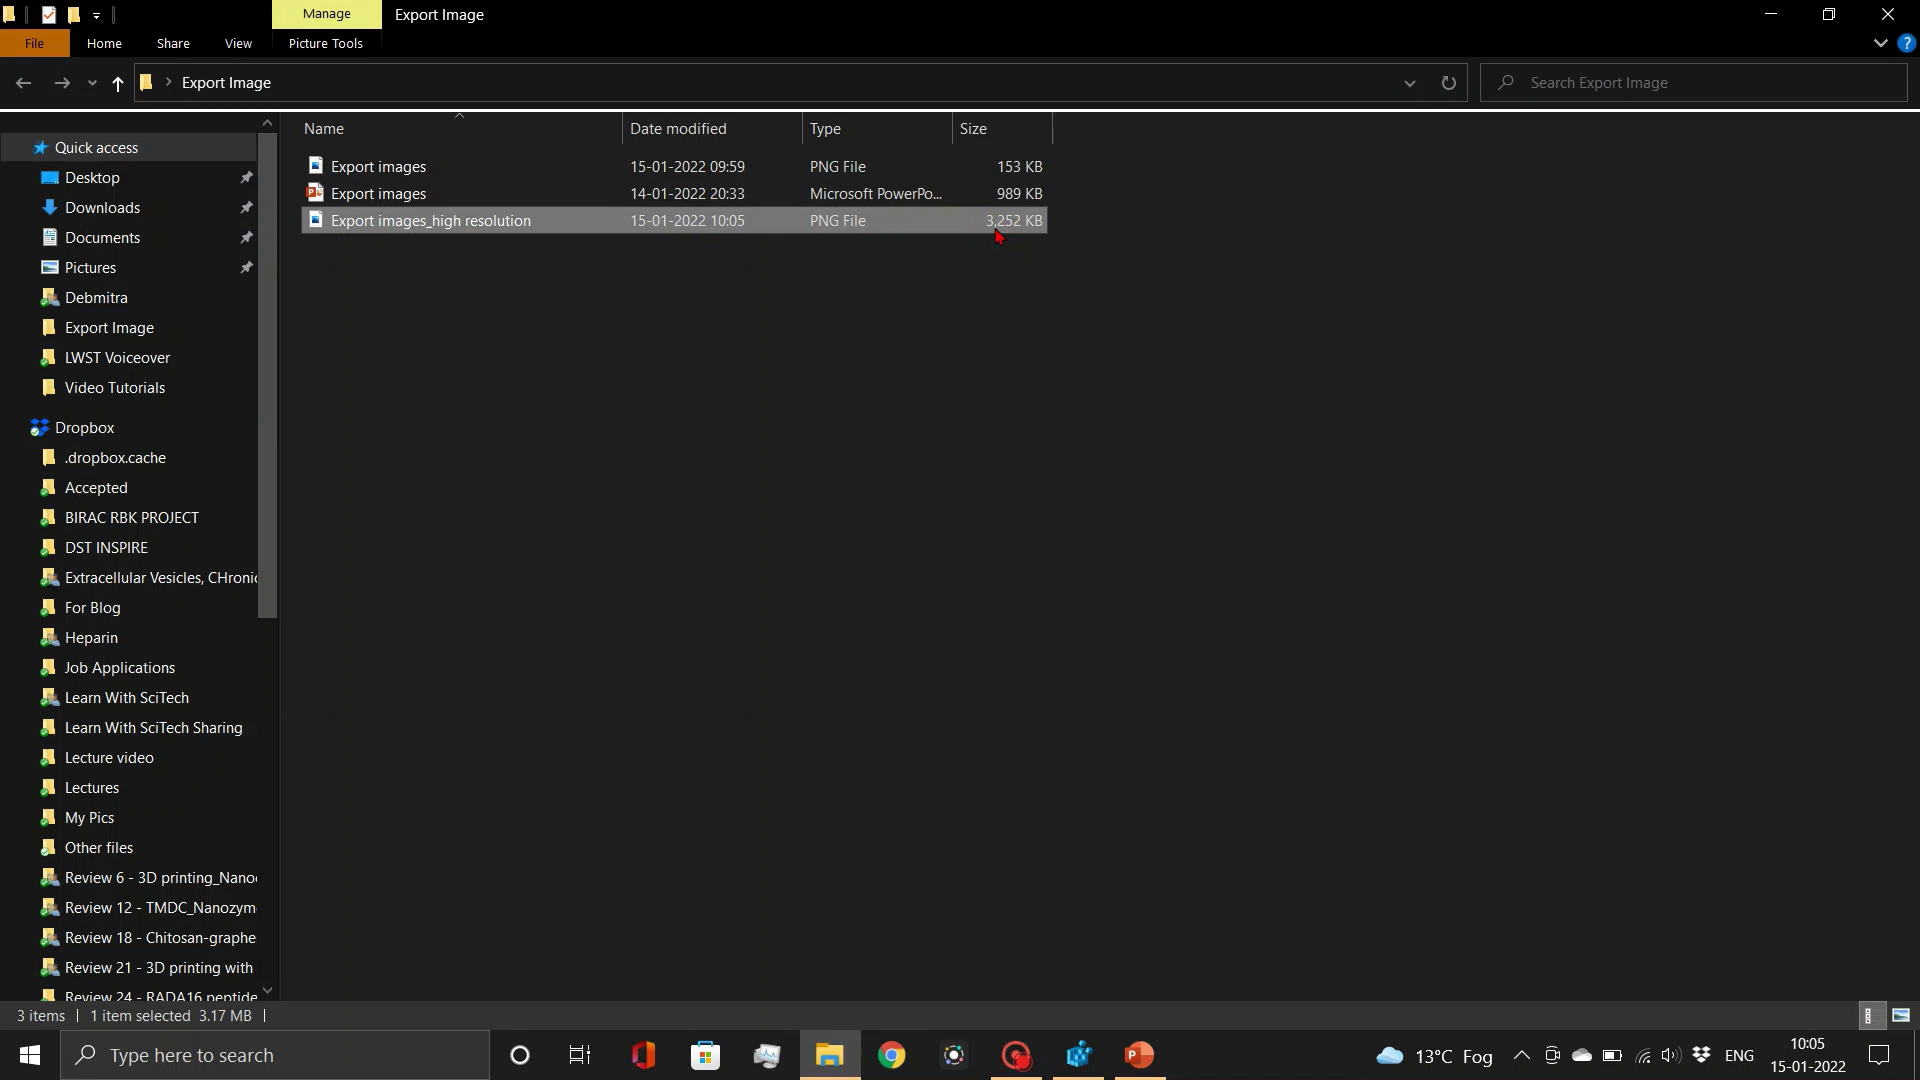 Manage
Export Image
File
Home
Share
View
Picture Tools
?
Export Image
Search Export Image
Name
Date modified
Type
Size
Export images
15-01-2022 09:59
PNG File
153 KB
Export images
14-01-2022 20:33
Microsoft PowerPo...
989 KB
Export images_high resolution
15-01-2022 10:05
PNG File
3,252 KB
Quick access
Desktop
Downloads
Documents
Pictures
Debmitra
Export Image
LWST Voiceover
Video Tutorials
Dropbox
.dropbox.cache
Accepted
BIRAC RBK PROJECT
DST INSPIRE
Extracellular Vesicles, CHronic
For Blog
Heparin
Job Applications
Learn With SciTech
Learn With SciTech Sharing
Lecture video
Lectures
My Pics
Other files
Review 6 - 3D printing_Nano
Review 12 - TMDC_Nanozym
Review 18 - Chitosan-graphe
Review 21 - 3D printing with
Review 24 - RADA16 peptide
3 items
1 item selected 3.17 MB
Type here to search
13°C Fog
ENG
10:05
15-01-2022